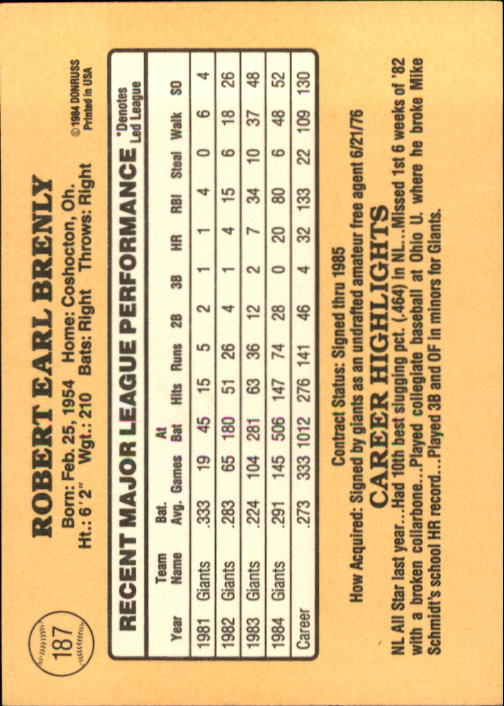 187
ROBERT EARL BRENLY
©1984 DONRUSS
Printed in USA
Born: Feb. 25, 1954 Home: Coshocton, Oh.
Ht.: 6'2" Wgt.: 210 Bats: Right Throws: Right
RECENT MAJOR LEAGUE PERFORMANCE
*Denotes
Led League
Year Team Name Bat. Avg. Games At Bat Hits Runs 2B 3B HR RBI Steal Walk SO
1981 Giants .333 19 45 15 5 2 1 1 4 0 6 4
1982 Giants .283 65 180 51 26 4 1 4 15 6 18 26
1983 Giants .224 104 281 63 36 12 2 7 34 10 37 48
1984 Giants .291 145 506 147 74 28 0 20 80 6 48 52
Career .273 333 1012 276 141 46 4 32 133 22 109 130
Contract Status: Signed thru 1985
How Acquired: Signed by giants as an undrafted amateur free agent 6/21/76
CAREER HIGHLIGHTS
NL All Star last year...Had 10th best slugging pct. (.464) in NL...Missed 1st 6 weeks of '82
with a broken collarbone...Played collegiate baseball at Ohio U. where he broke Mike
Schmidt's school HR record...Played 3B and OF in minors for Giants.